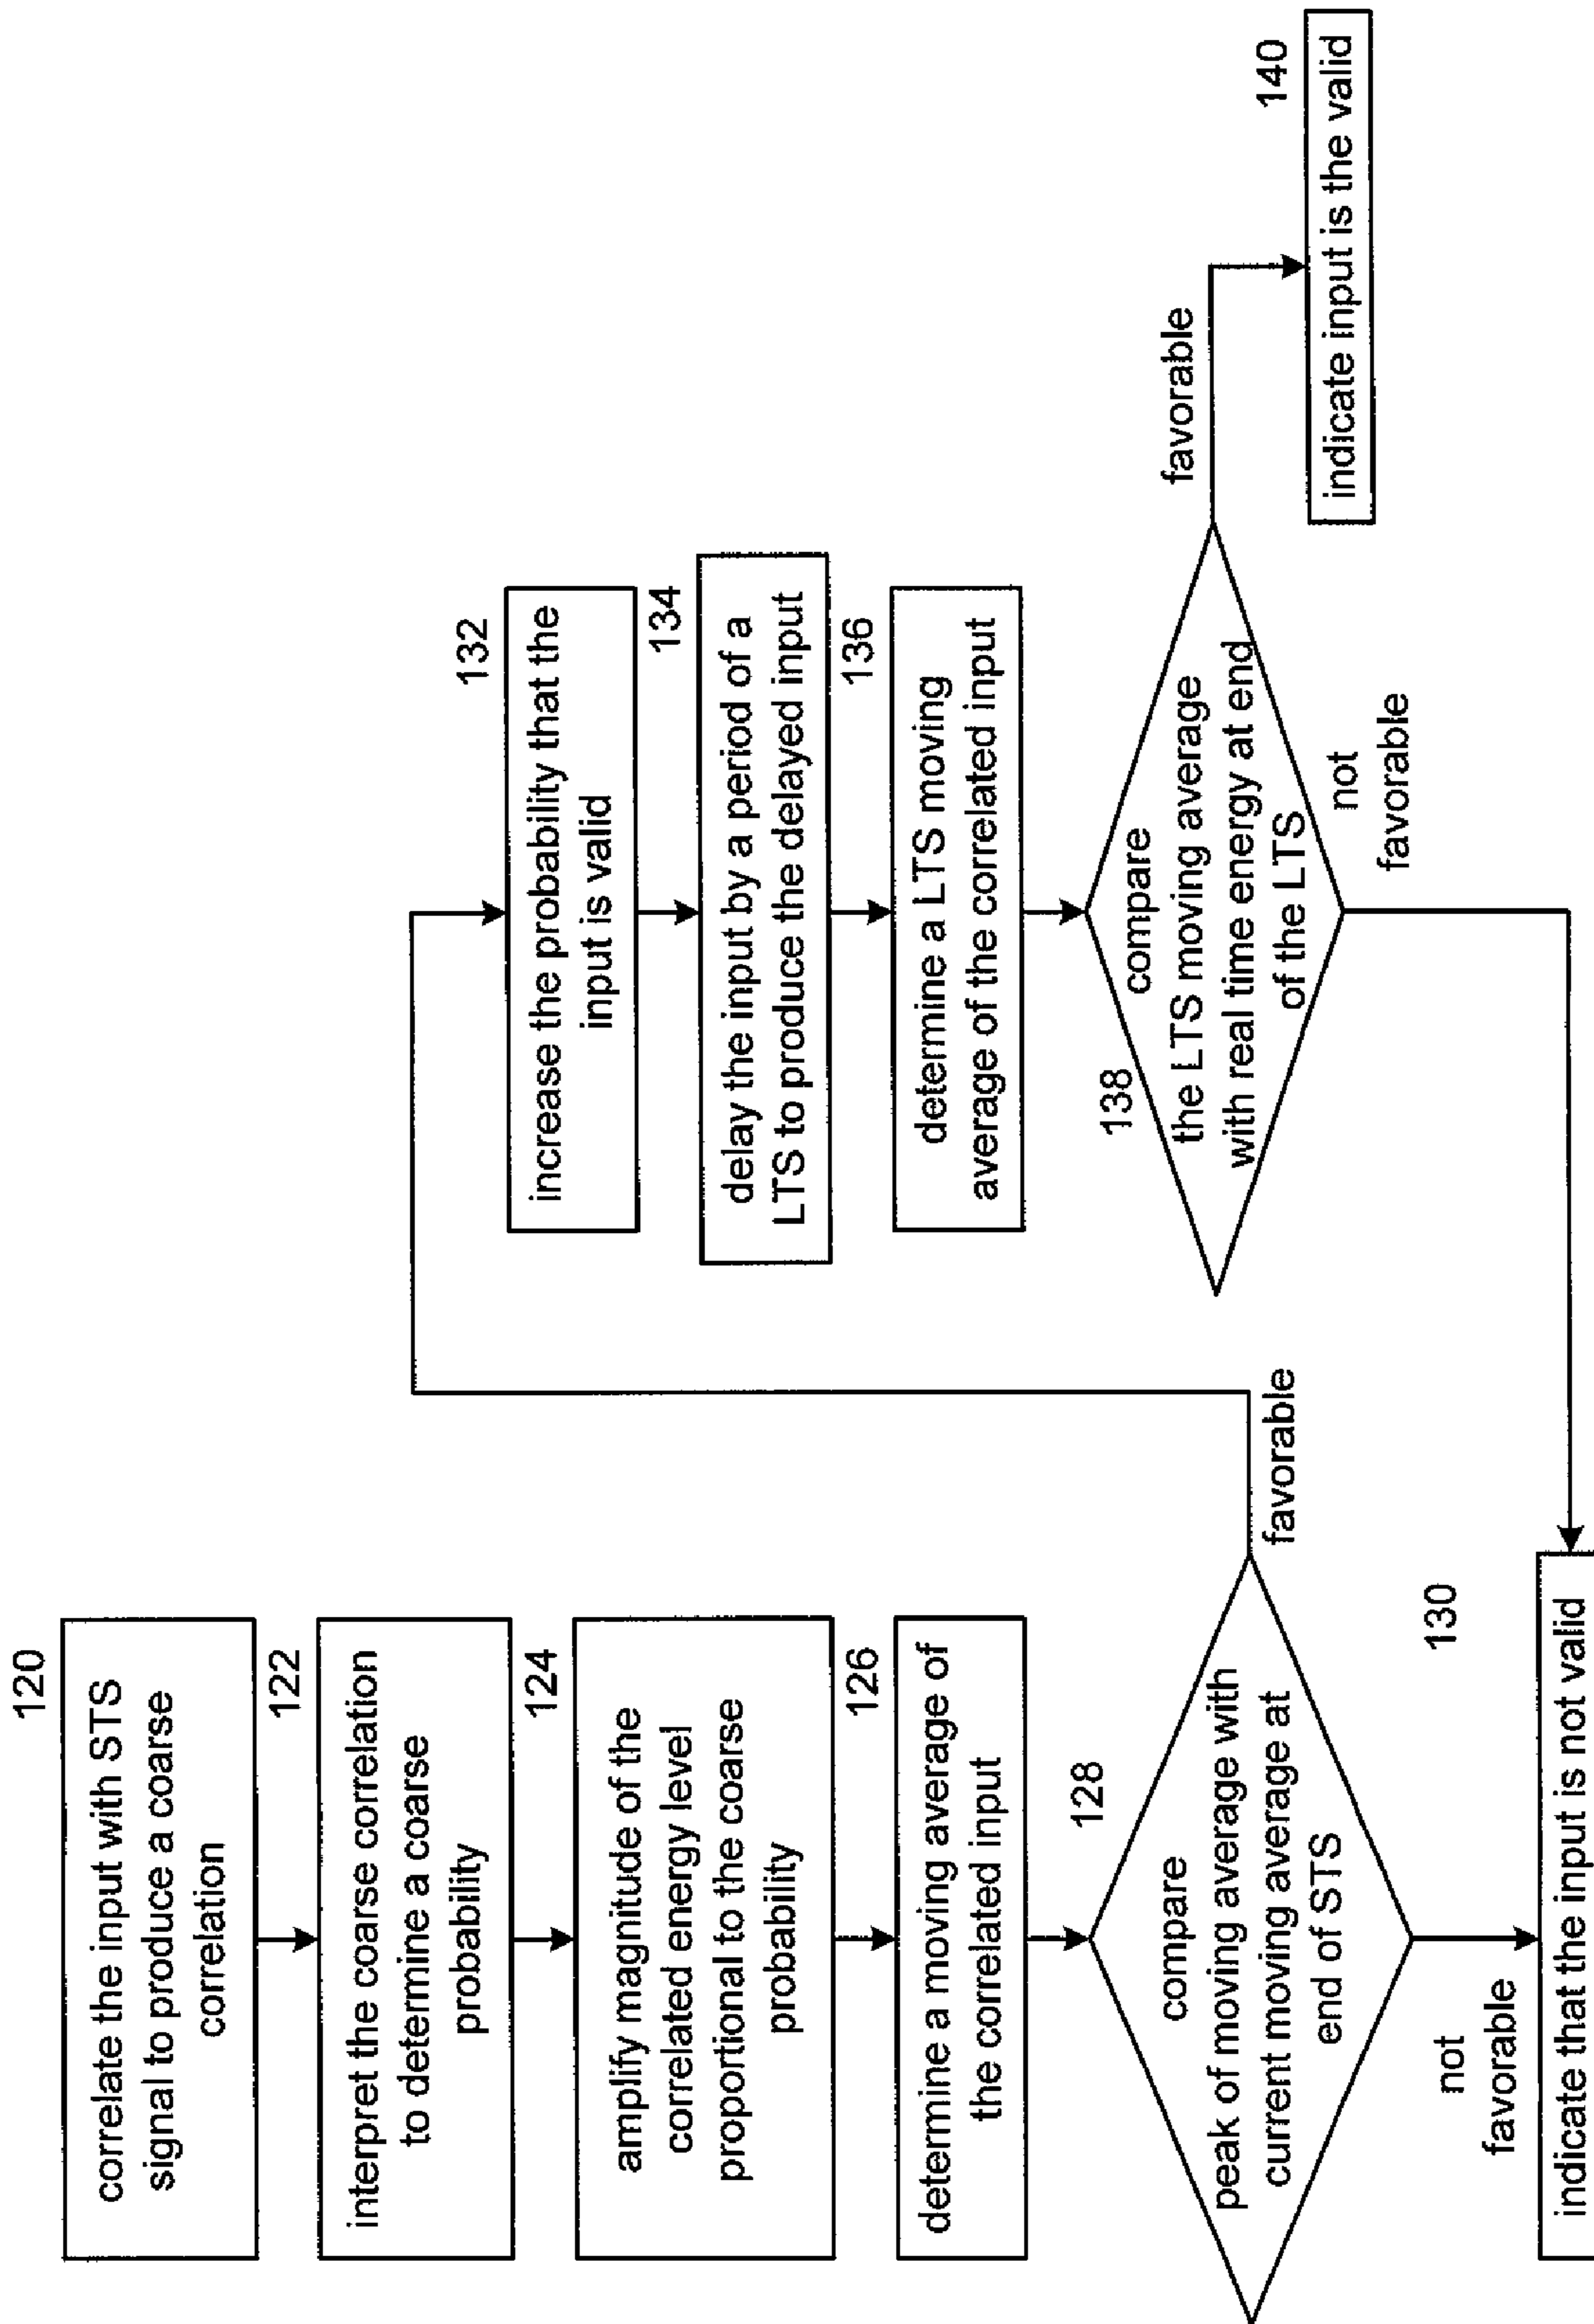 120
correlate the input with STS
signal to produce a coarse
correlation
122
interpret the coarse correlation
to determine a coarse
probability
124
amplify magnitude of the
correlated energy level
proportional to the coarse
probability
126
determine a moving average of
the correlated input
128
compare
peak of moving average with
current moving average at
end of STS
favorable
not
favorable
130
indicate that the input is not valid
132
increase the probability that the
input is valid
134
delay the input by a period of a
LTS to produce the delayed input
136
determine a LTS moving
average of the correlated input
138
compare
the LTS moving average
with real time energy at end
of the LTS
favorable
not
favorable
140
indicate input is the valid